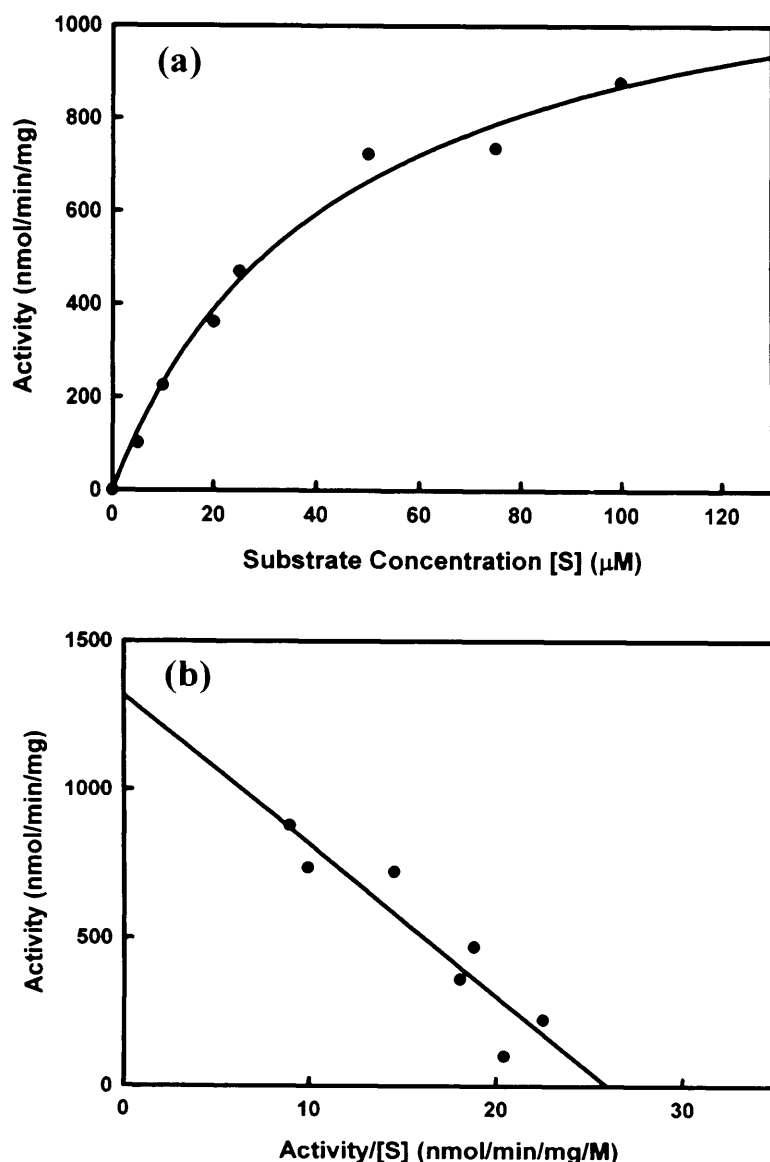 (a)
1000
800
600
400
200
0
Activity (nmol/min/mg)
0 20 40 60 80 100 120
Substrate Concentration [S] (μM)
(b)
1500
1000
500
0
Activity (nmol/min/mg)
0 10 20 30
Activity/[S] (nmol/min/mg/M)